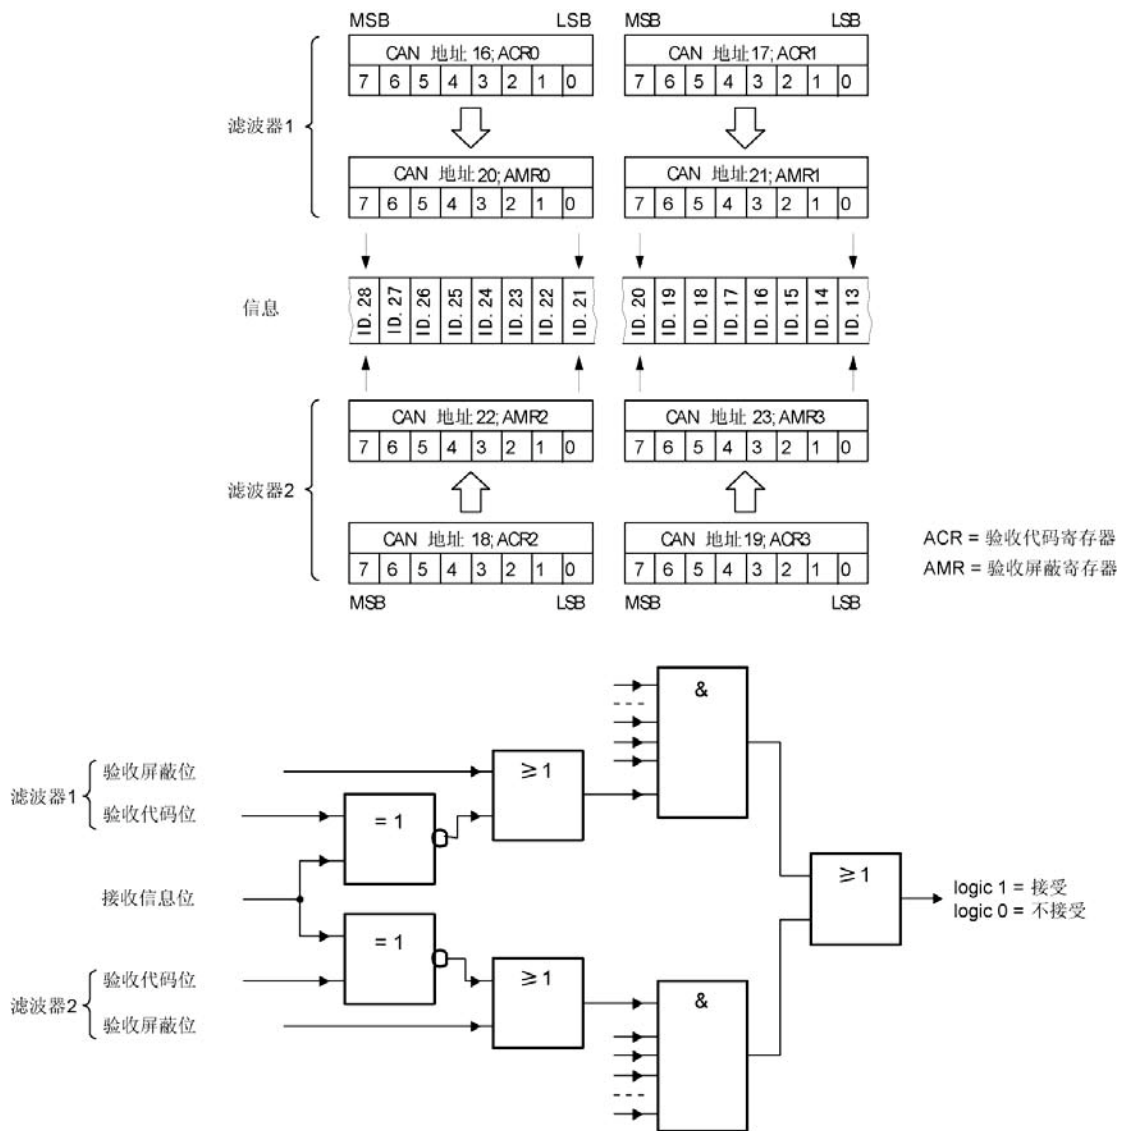 MSB LSB MSB LSB
CAN 地址 16; ACR0 CAN 地址 17; ACR1
7 6 5 4 3 2 1 0 7 6 5 4 3 2 1 0
滤波器1
CAN 地址 20; AMR0 CAN 地址 21; AMR1
7 6 5 4 3 2 1 0 7 6 5 4 3 2 1 0
信息
ID. 28 ID. 27 ID. 26 ID. 25 ID. 24 ID. 23 ID. 22 ID. 21 ID. 20 ID. 19 ID. 18 ID. 17 ID. 16 ID. 15 ID. 14 ID. 13
CAN 地址 22; AMR2 CAN 地址 23; AMR3
7 6 5 4 3 2 1 0 7 6 5 4 3 2 1 0
滤波器2
CAN 地址 18; ACR2 CAN 地址19; ACR3
7 6 5 4 3 2 1 0 7 6 5 4 3 2 1 0
MSB LSB MSB LSB
ACR = 验收代码寄存器
AMR = 验收屏蔽寄存器
&
滤波器1
验收屏蔽位
≥ 1
验收代码位
= 1
接收信息位
≥ 1
logic 1 = 接受
logic 0 = 不接受
= 1
滤波器2
验收代码位
≥ 1
验收屏蔽位
&